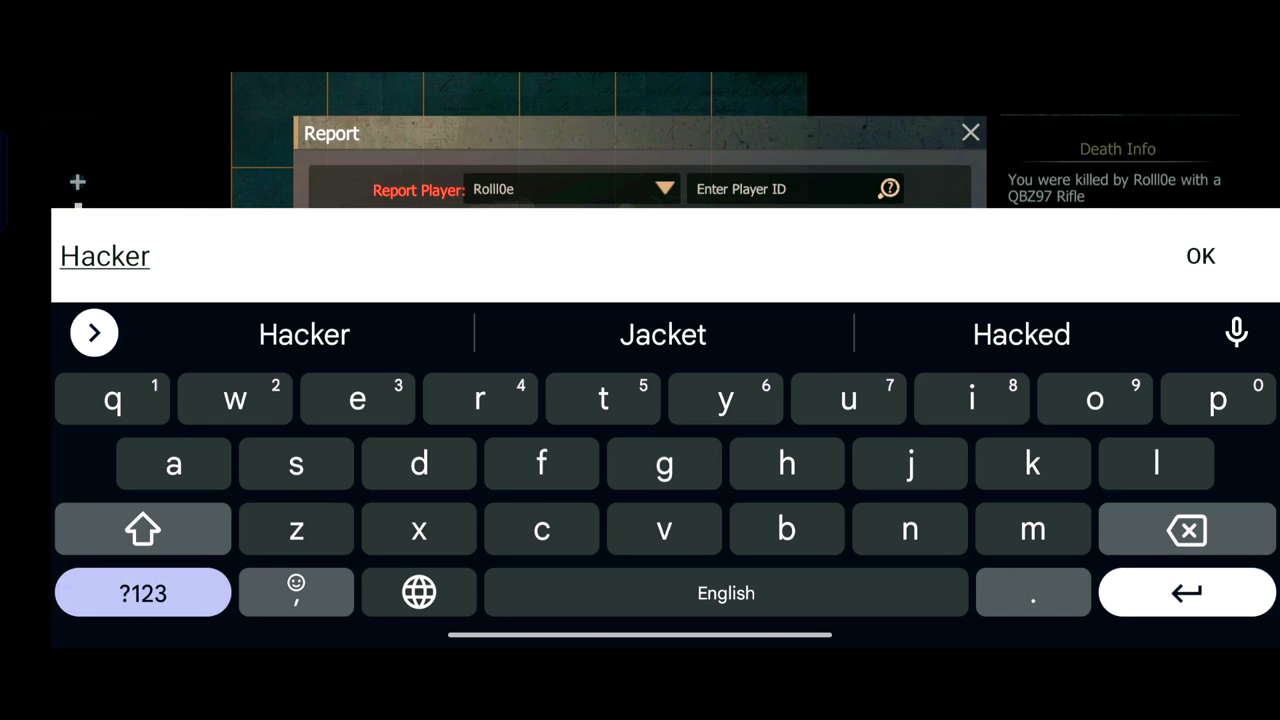 Report
Report Player: Rolll0e Enter Player ID
Death Info
You were killed by Rolll0e with a
QBZ97 Rifle
Hacker OK
Hacker Jacket Hacked
q 1 w 2 e 3 r 4 t 5 y 6 u 7 i 8 o 9 p 0
a s d f g h j k l
z x c v b n m
?123 , English .